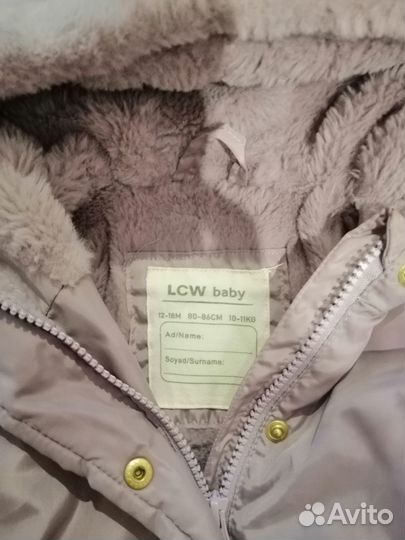 LCW baby
12-18M 80-86CM 10-11KG
Ad/Name:
Soyad/Surname:
Avito